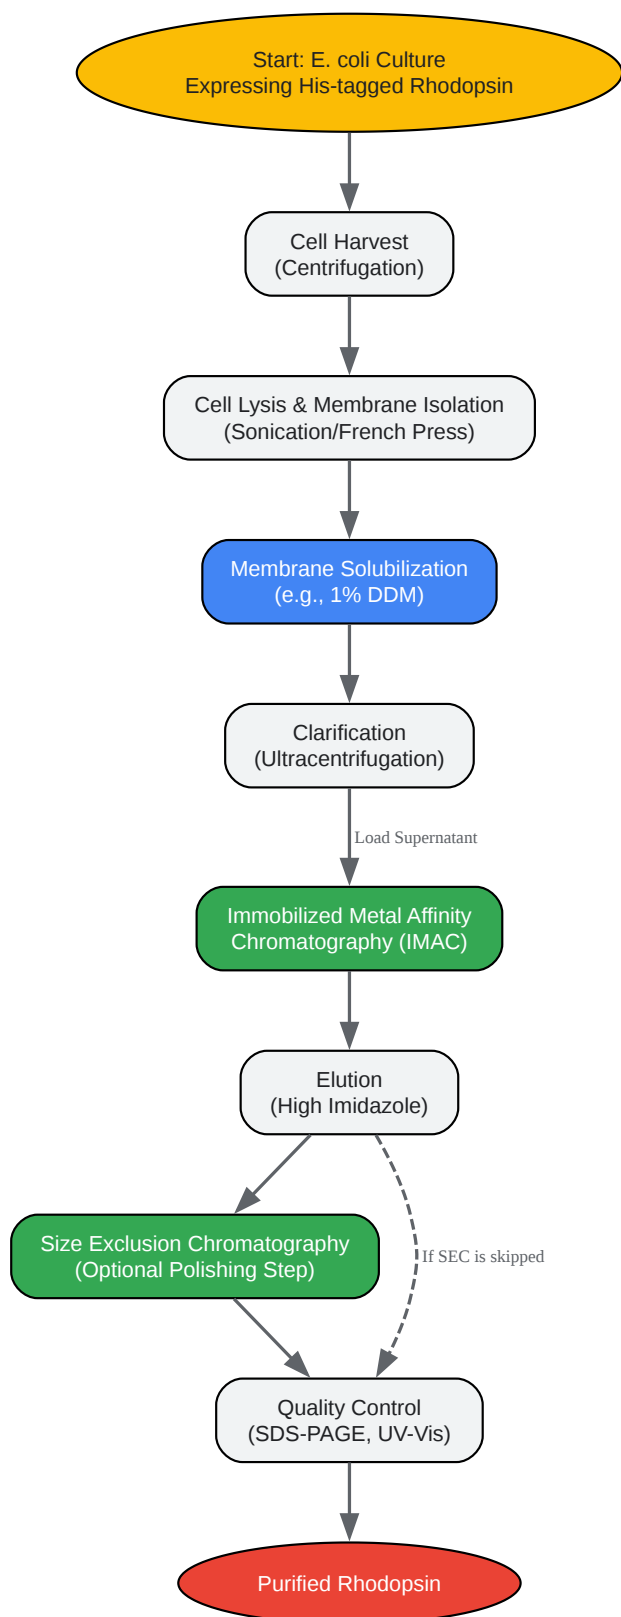 Start: E. coli Culture
Expressing His-tagged Rhodopsin
Cell Harvest
(Centrifugation)
Cell Lysis & Membrane Isolation
(Sonication/French Press)
Membrane Solubilization
(e.g., 1% DDM)
Clarification
(Ultracentrifugation)
Load Supernatant
Immobilized Metal Affinity
Chromatography (IMAC)
Elution
(High Imidazole)
Size Exclusion Chromatography
(Optional Polishing Step)
If SEC is skipped
Quality Control
(SDS-PAGE, UV-Vis)
Purified Rhodopsin